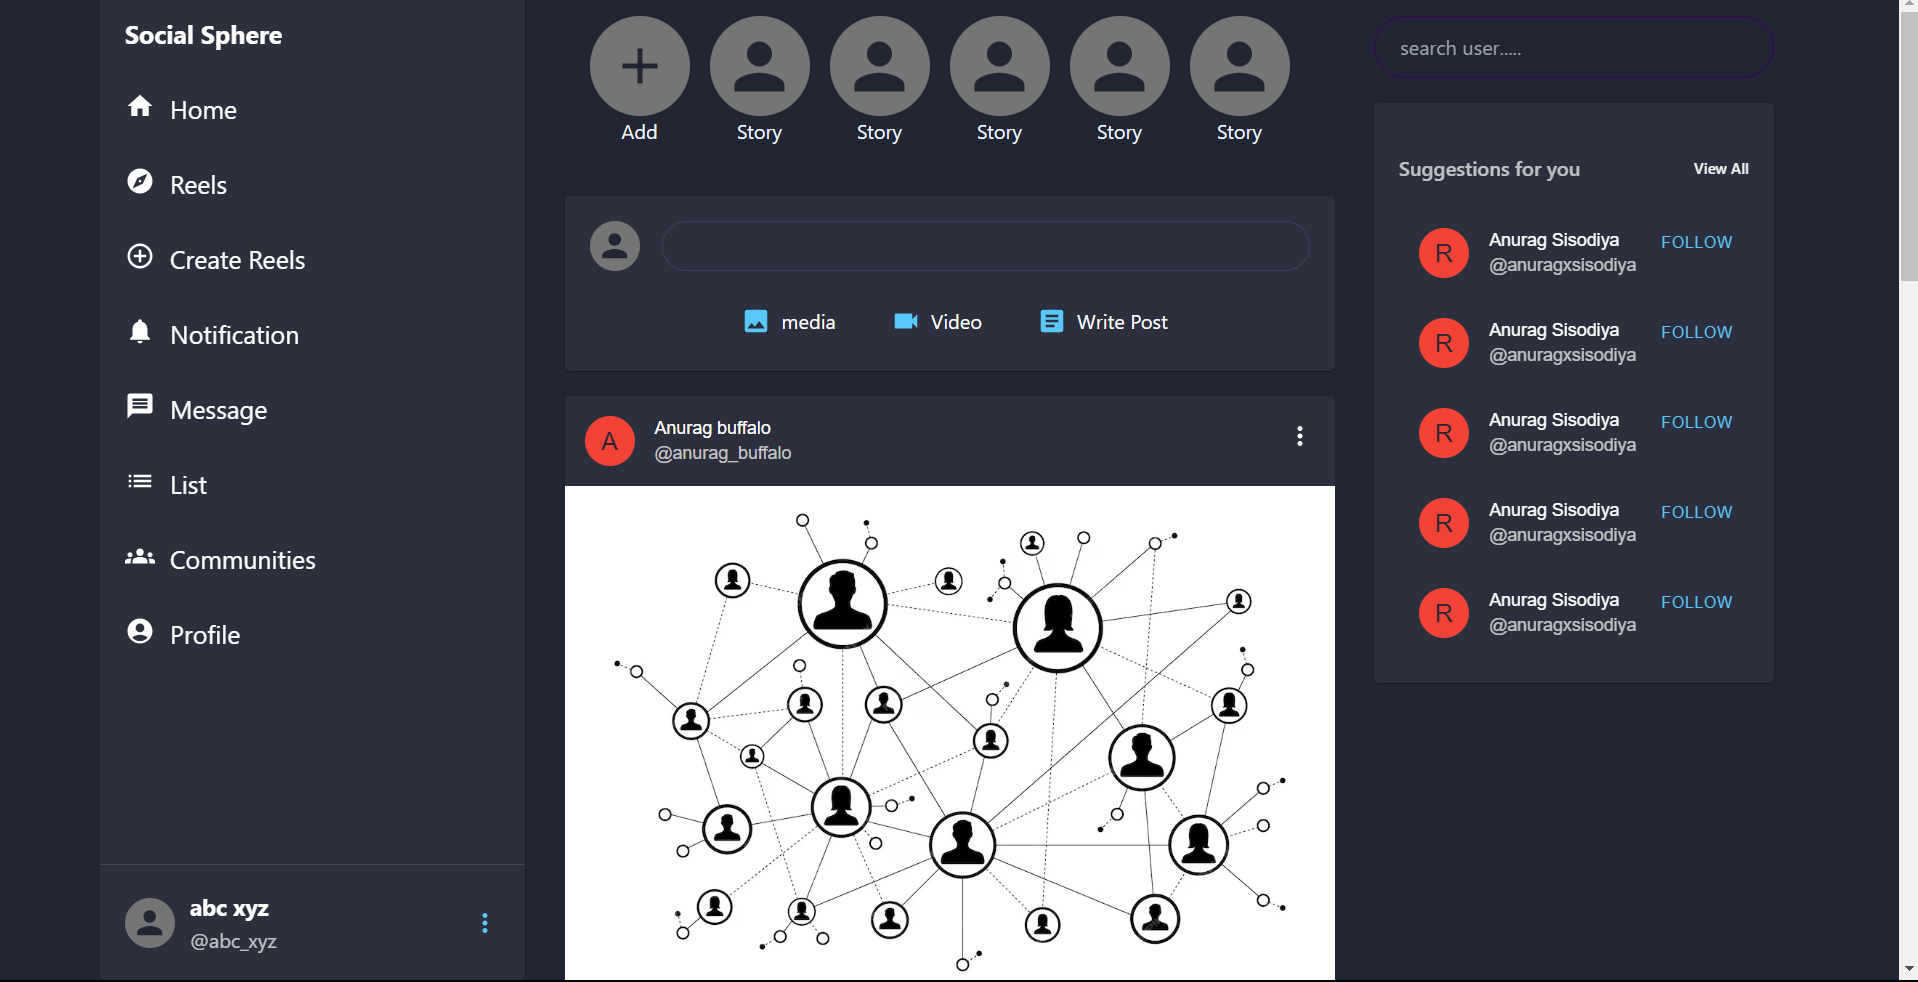 Social Sphere
Home
Reels
Create Reels
Notification
Message
List
Communities
Profile
abc xyz
@abc_xyz
Add
Story
Story
Story
Story
Story
media
Video
Write Post
A
Anurag buffalo
@anurag_buffalo
search user.....
Suggestions for you
View All
R
Anurag Sisodiya
FOLLOW
@anuragxsisodiya
R
Anurag Sisodiya
FOLLOW
@anuragxsisodiya
R
Anurag Sisodiya
FOLLOW
@anuragxsisodiya
R
Anurag Sisodiya
FOLLOW
@anuragxsisodiya
R
Anurag Sisodiya
FOLLOW
@anuragxsisodiya